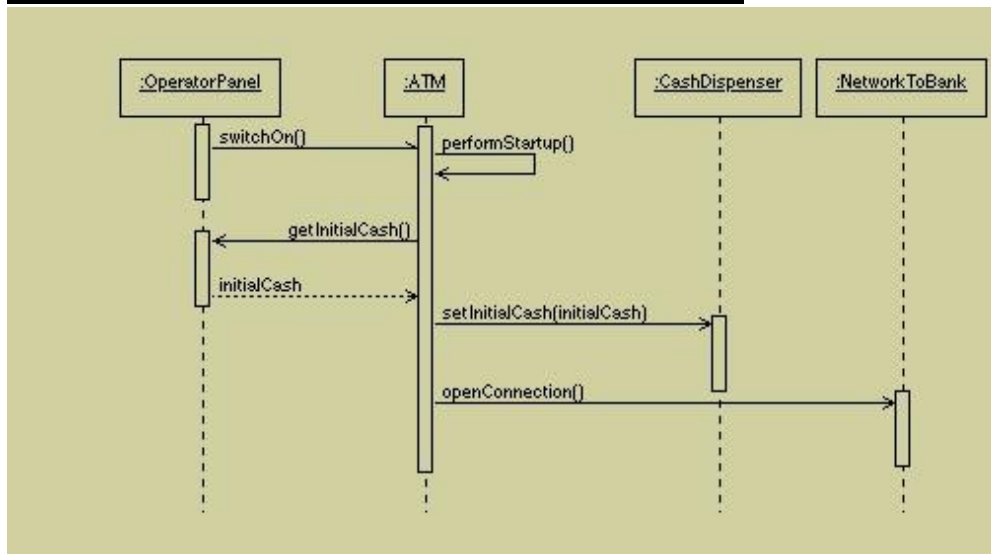 :OperatorPanel
:ATM
:CashDispenser
:NetworkToBank
switchOn()
performStartup()
getInitialCash()
initialCash
setInitialCash(initialCash)
openConnection()